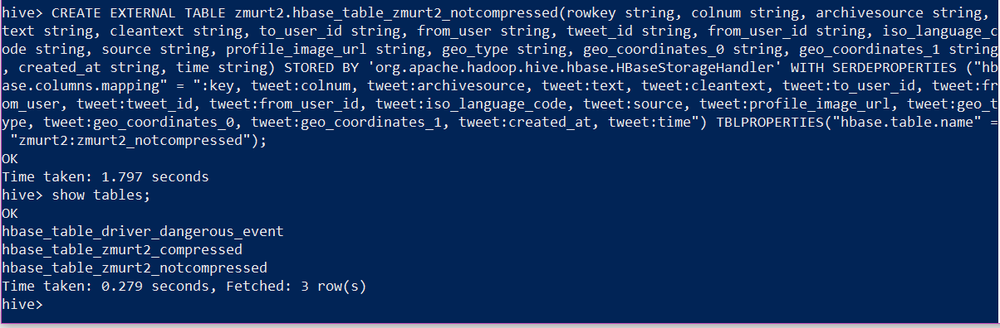 hive> CREATE EXTERNAL TABLE zmurt2.hbase_table_zmurt2_notcompressed(rowkey string, colnum string, archivesource string,
text string, cleantext string, to_user_id string, from_user string, tweet_id string, from_user_id string, iso_language_c
ode string, source string, profile_image_url string, geo_type string, geo_coordinates_0 string, geo_coordinates_1 string
, created_at string, time string) STORED BY 'org.apache.hadoop.hive.hbase.HBaseStorageHandler' WITH SERDEPROPERTIES ("hb
ase.columns.mapping" = ":key, tweet:colnum, tweet:archivesource, tweet:text, tweet:cleantext, tweet:to_user_id, tweet:fr
om_user, tweet:tweet_id, tweet:from_user_id, tweet:iso_language_code, tweet:source, tweet:profile_image_url, tweet:geo_t
ype, tweet:geo_coordinates_0, tweet:geo_coordinates_1, tweet:created_at, tweet:time") TBLPROPERTIES("hbase.table.name" =
"zmurt2:zmurt2_notcompressed");
OK
Time taken: 1.797 seconds
hive> show tables;
OK
hbase_table_driver_dangerous_event
hbase_table_zmurt2_compressed
hbase_table_zmurt2_notcompressed
Time taken: 0.279 seconds, Fetched: 3 row(s)
hive>